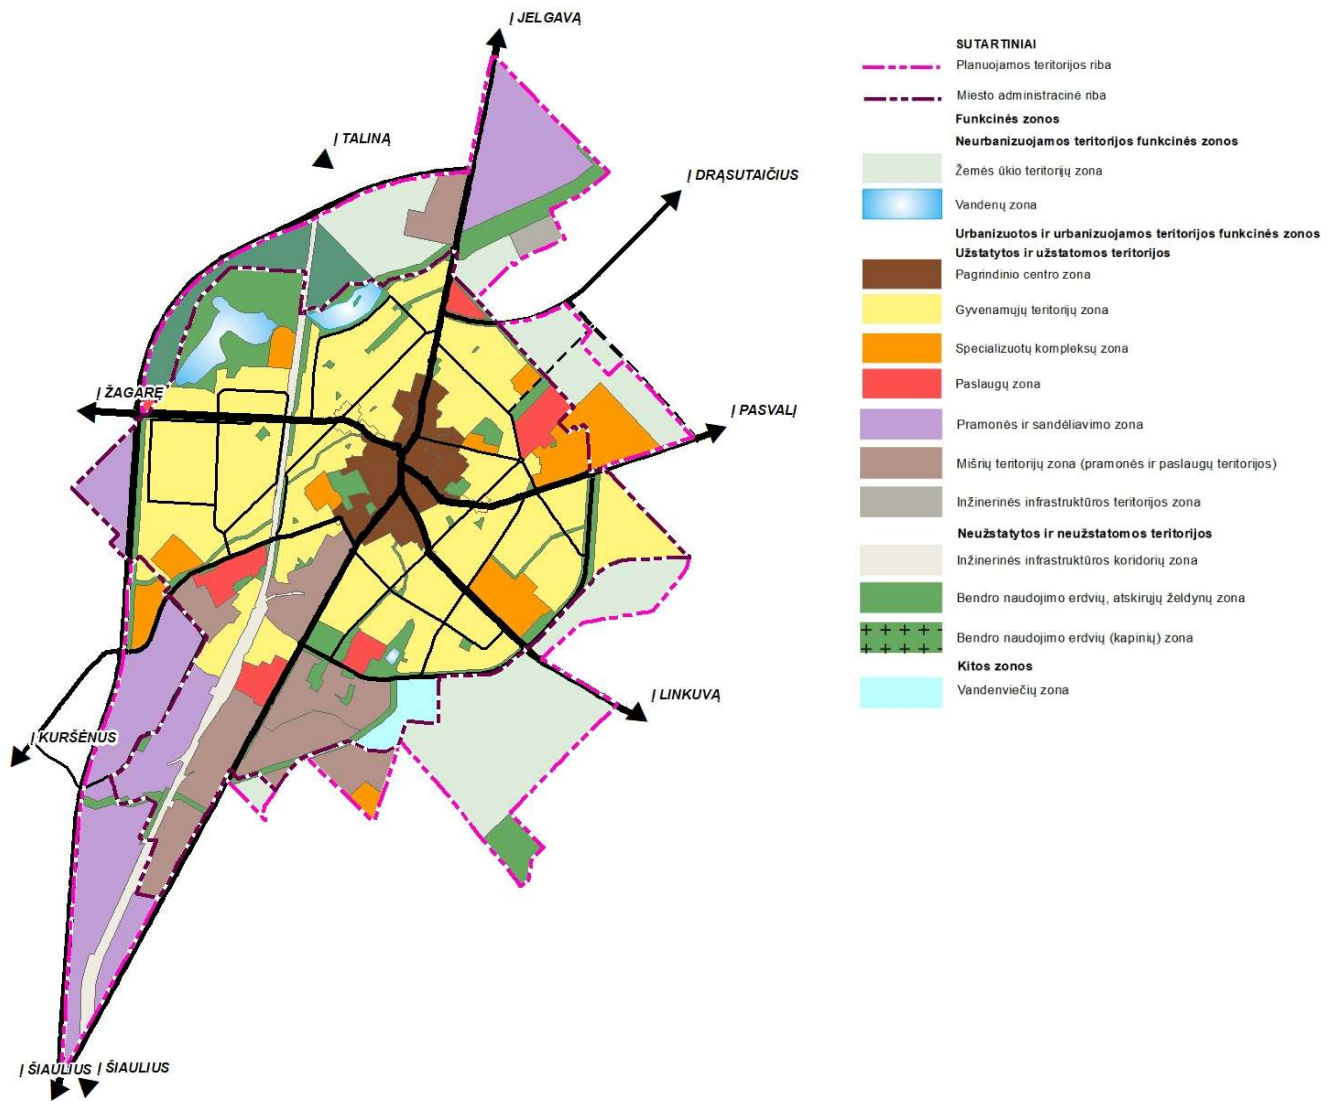 Į JELGAVĄ
Į TALINĄ
Į DRĄSUTAIČIUS
Į ŽAGARĘ
Į PASVALĮ
Į LINKUVĄ
Į KURŠĖNUS
Į ŠIAULIUS
Į ŠIAULIUS
SUTARTINIAI
Planuojamos teritorijos riba
Miesto administracinė riba
Funkcinės zonos
Neurbanizuojamos teritorijos funkcinės zonos
Žemės ūkio teritorijų zona
Vandenų zona
Urbanizuotos ir urbanizuojamos teritorijos funkcinės zonos
Užstatytos ir užstatomos teritorijos
Pagrindinio centro zona
Gyvenamųjų teritorijų zona
Specializuotų kompleksų zona
Paslaugų zona
Pramonės ir sandėliavimo zona
Mišrių teritorijų zona (pramonės ir paslaugų teritorijos)
Inžinerinės infrastruktūros teritorijos zona
Neužstatytos ir neužstatomos teritorijos
Inžinerinės infrastruktūros koridorių zona
Bendro naudojimo erdvių, atskirųjų želdynų zona
Bendro naudojimo erdvių (kapinių) zona
Kitos zonos
Vandenviečių zona